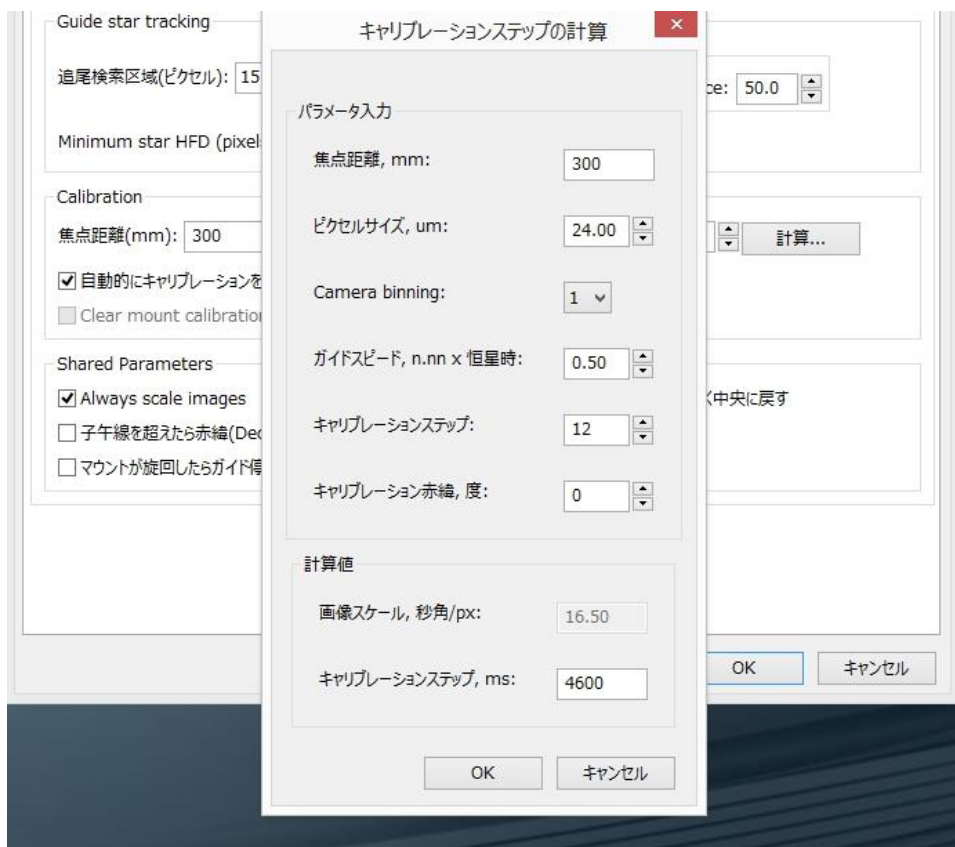 Guide star tracking
追尾検索区域(ピクセル): 15
Minimum star HFD (pixel
Calibration
焦点距離(mm): 300
自動的にキャリブレーションを
Clear mount calibration
Shared Parameters
Always scale images
子午線を超えたら赤緯(Dec
マウントが旋回したらガイド停
キャリブレーションステップの計算
パラメータ入力
焦点距離, mm: 300
ピクセルサイズ, um: 24.00
Camera binning: 1
ガイドスピード, n.nn x 恒星時: 0.50
キャリブレーションステップ: 12
キャリブレーション赤緯, 度: 0
計算値
画像スケール, 秒角/px: 16.50
キャリブレーションステップ, ms: 4600
OK キャンセル
ce: 50.0
計算...
く中央に戻す
OK キャンセル